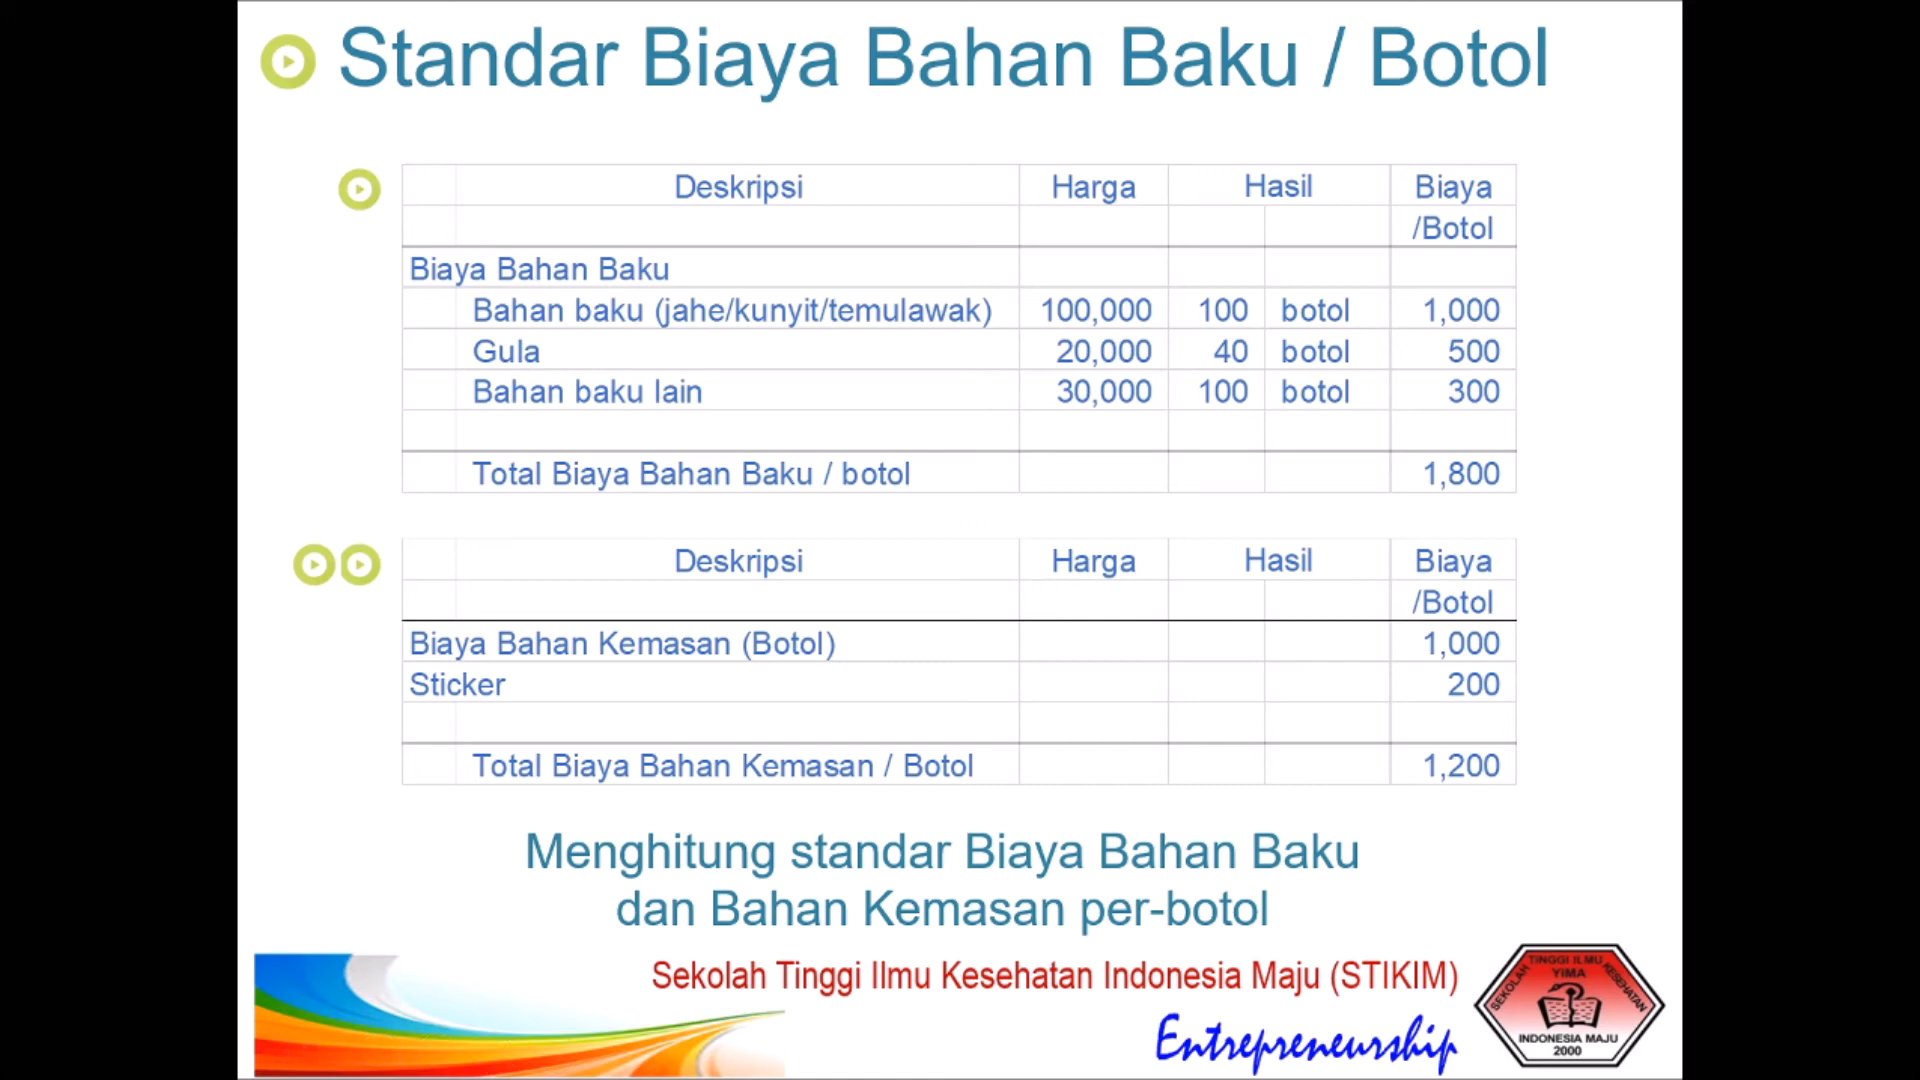 Standar Biaya Bahan Baku / Botol
Deskripsi Harga Hasil Biaya
/Botol
Biaya Bahan Baku
Bahan baku (jahe/kunyit/temulawak) 100,000 100 botol 1,000
Gula 20,000 40 botol 500
Bahan baku lain 30,000 100 botol 300
Total Biaya Bahan Baku / botol 1,800
Deskripsi Harga Hasil Biaya
/Botol
Biaya Bahan Kemasan (Botol) 1,000
Sticker 200
Total Biaya Bahan Kemasan / Botol 1,200
Menghitung standar Biaya Bahan Baku
dan Bahan Kemasan per-botol
Sekolah Tinggi Ilmu Kesehatan Indonesia Maju (STIKIM)
Entrepreneurship
SEKOLAH TINGGI ILMU KESEHATAN
YIMA
INDONESIA MAJU
2000